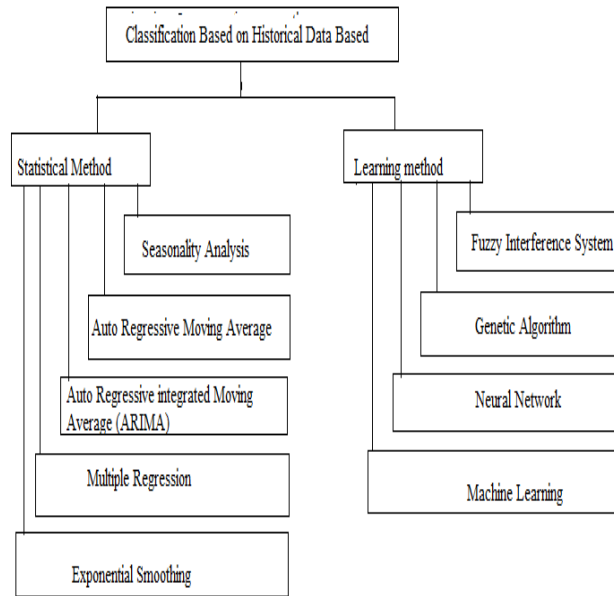 Classification Based on Historical Data Based
Statistical Method
Learning method
Seasonality Analysis
Fuzzy Interference System
Auto Regressive Moving Average
Genetic Algorithm
Auto Regressive integrated Moving
Average (ARIMA)
Neural Network
Multiple Regression
Machine Learning
Exponential Smoothing